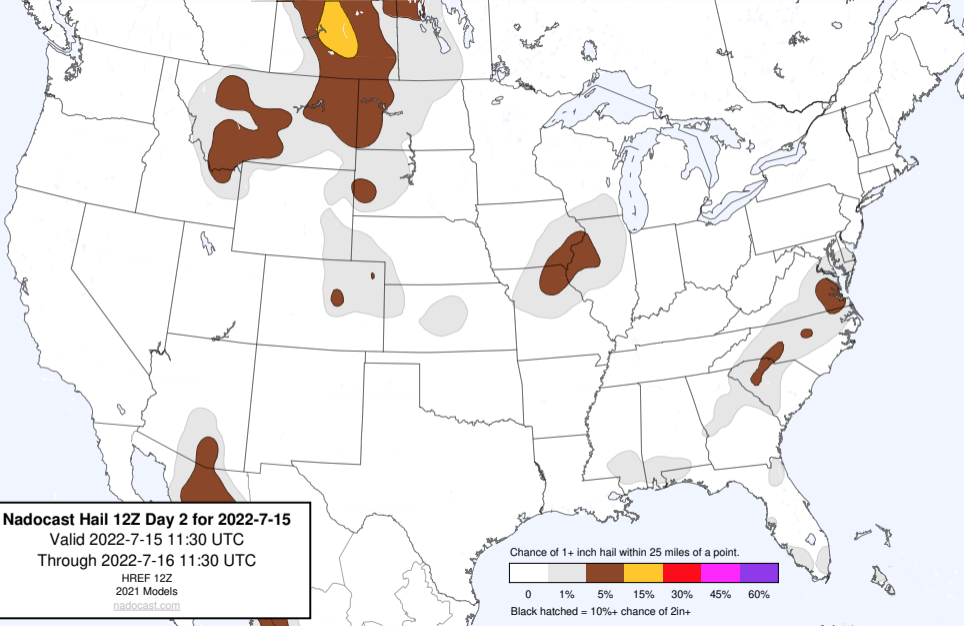 Nadocast Hail 12Z Day 2 for 2022-7-15
Valid 2022-7-15 11:30 UTC
Through 2022-7-16 11:30 UTC
HREF 12Z
2021 Models
nadocast.com
Chance of 1+ inch hail within 25 miles of a point.
0 1% 5% 15% 30% 45% 60%
Black hatched = 10%+ chance of 2in+